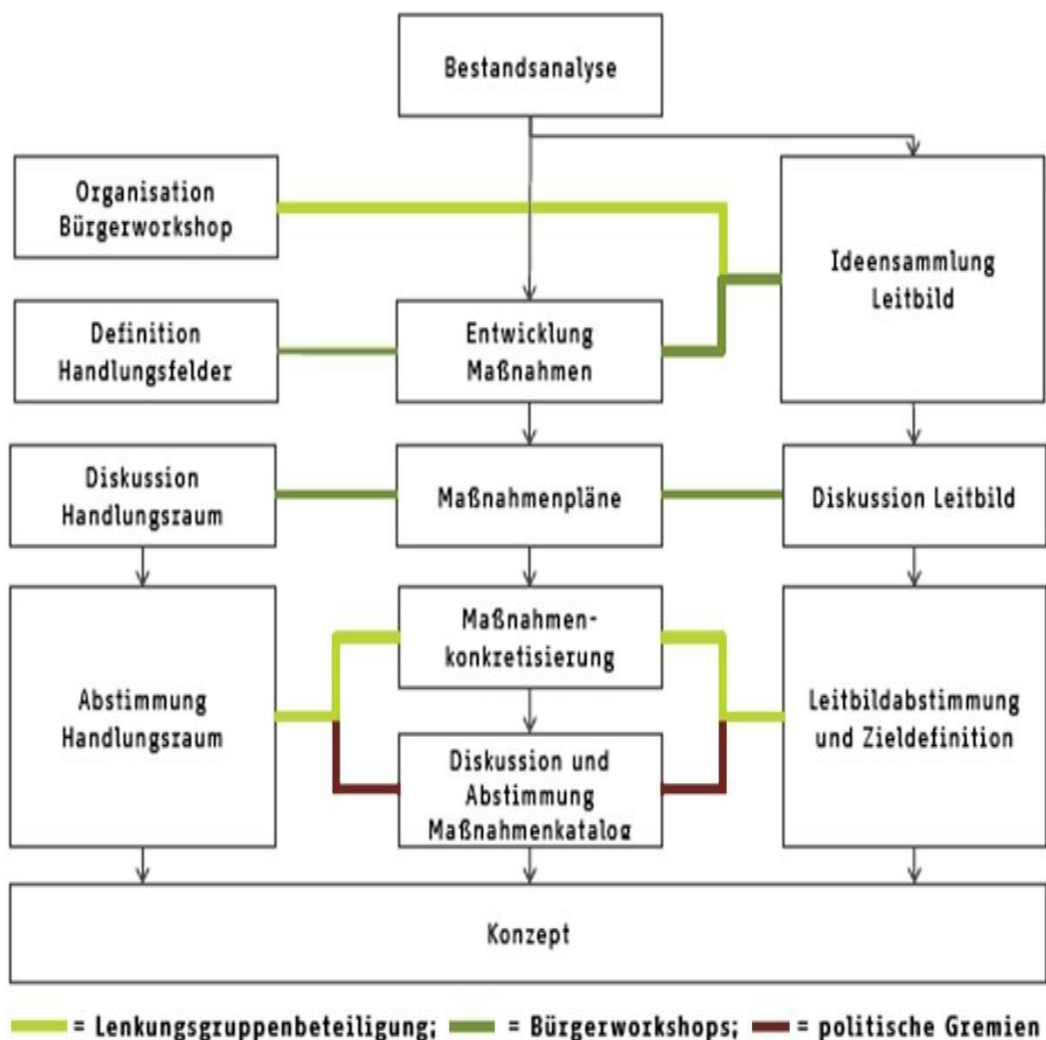 Bestandsanalyse
Organisation
Bürgerworkshop
Ideensammlung
Leitbild
Definition
Handlungsfelder
Entwicklung
Maßnahmen
Diskussion
Handlungsraum
Maßnahmenpläne
Diskussion Leitbild
Abstimmung
Handlungsraum
Maßnahmen-
konkretisierung
Diskussion und
Abstimmung
Maßnahmenkatalog
Leitbildabstimmung
und Zieldefinition
Konzept
= Lenkungsgruppenbeteiligung; = Bürgerworkshops; = politische Gremien